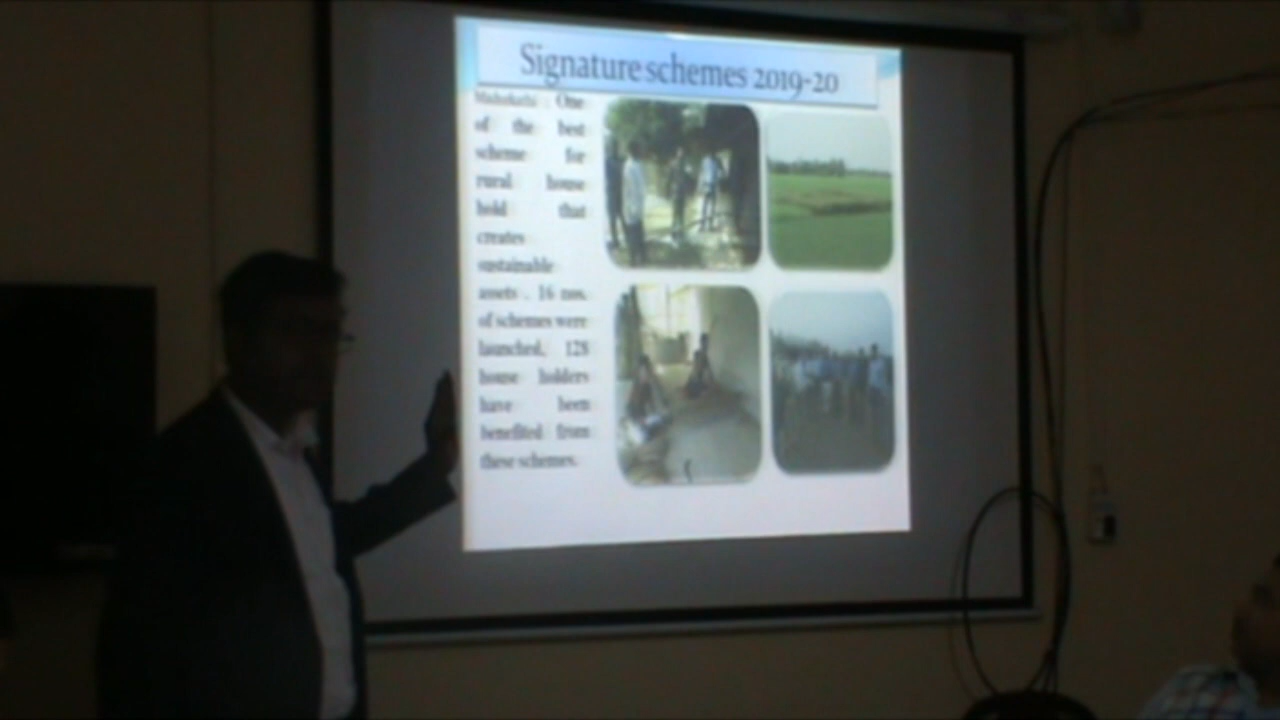 Signature schemes 2019-20
: One
of the best
scheme for
rural house
hold that
creates
sustainable
assets . 16 nos.
of schemes were
launched, 128
house holders
have been
benefited from
these schemes.